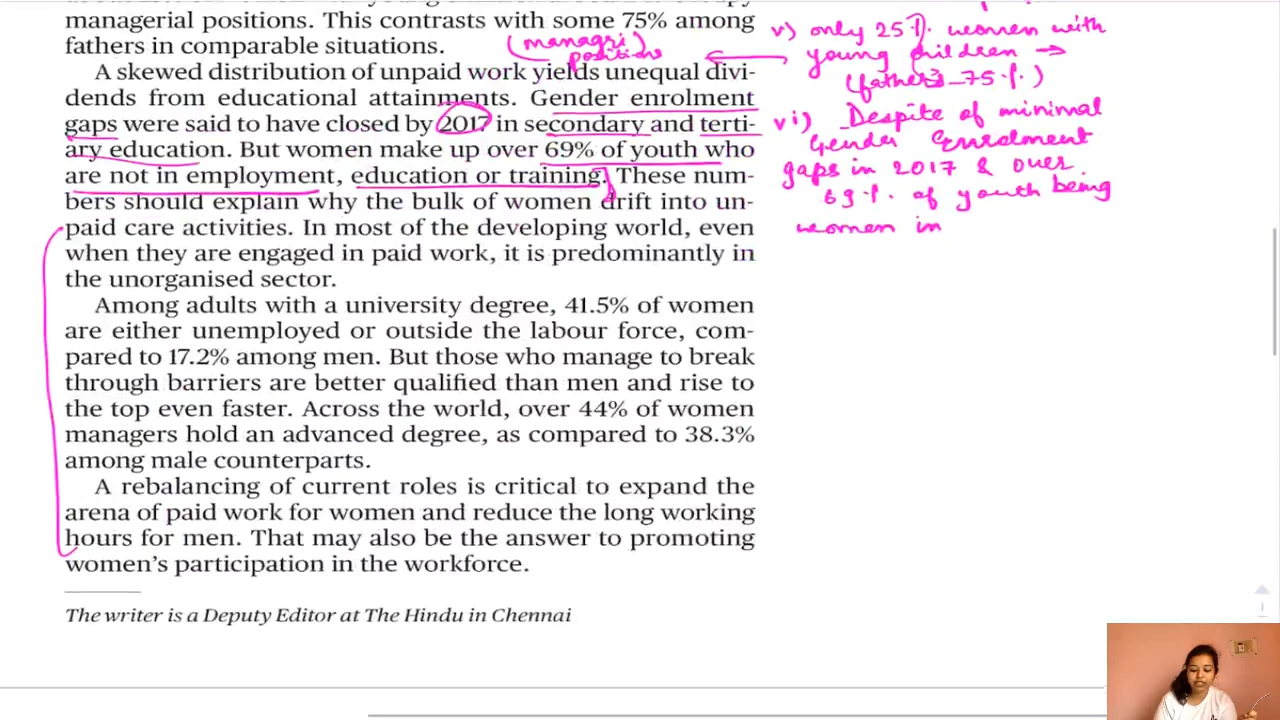 managerial positions. This contrasts with some 75% among
fathers in comparable situations.
(managri)
positions
A skewed distribution of unpaid work yields unequal divi-
dends from educational attainments. Gender enrolment
gaps were said to have closed by 2017 in secondary and terti-
ary education. But women make up over 69% of youth who
are not in employment, education or training. These num-
bers should explain why the bulk of women drift into un-
paid care activities. In most of the developing world, even
when they are engaged in paid work, it is predominantly in
the unorganised sector.
Among adults with a university degree, 41.5% of women
are either unemployed or outside the labour force, com-
pared to 17.2% among men. But those who manage to break
through barriers are better qualified than men and rise to
the top even faster. Across the world, over 44% of women
managers hold an advanced degree, as compared to 38.3%
among male counterparts.
A rebalancing of current roles is critical to expand the
arena of paid work for women and reduce the long working
hours for men. That may also be the answer to promoting
women's participation in the workforce.
The writer is a Deputy Editor at The Hindu in Chennai
v) only 25%. women with
young children →
(fathers_75%.)
vi) Despite of minimal
Gender Enrolment
gaps in 2017 & over
69%. of youth being
women in